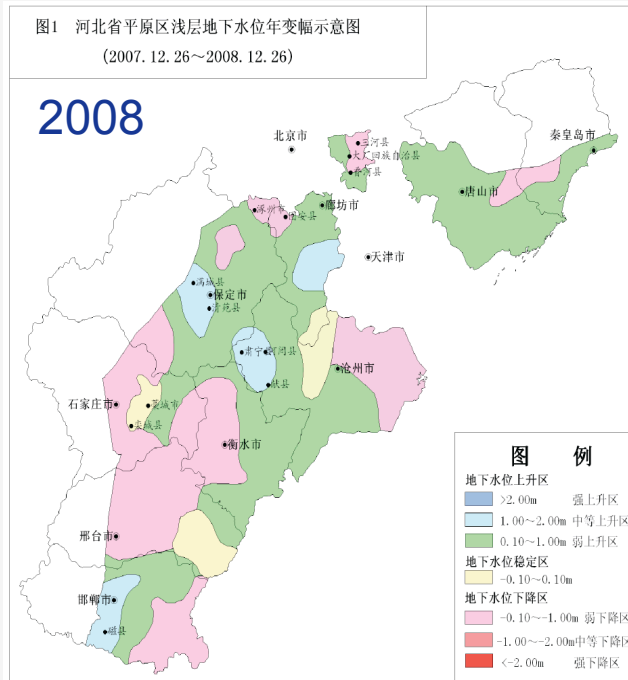 图1 河北省平原区浅层地下水位年变幅示意图
(2007.12.26～2008.12.26)
2008
北京市
秦皇岛市
三河县
大厂回族自治县
香河县
唐山市
涿州市
固安县
廊坊市
天津市
满城县
保定市
清苑县
肃宁
河间县
献县
沧州市
石家庄市
藁城市
栾城县
衡水市
邢台市
邯郸市
磁县
图 例
地下水位上升区
>2.00m 强上升区
1.00～2.00m 中等上升区
0.10～1.00m 弱上升区
地下水位稳定区
-0.10～0.10m
地下水位下降区
-0.10～-1.00m 弱下降区
-1.00～-2.00m中等下降区
<-2.00m 强下降区